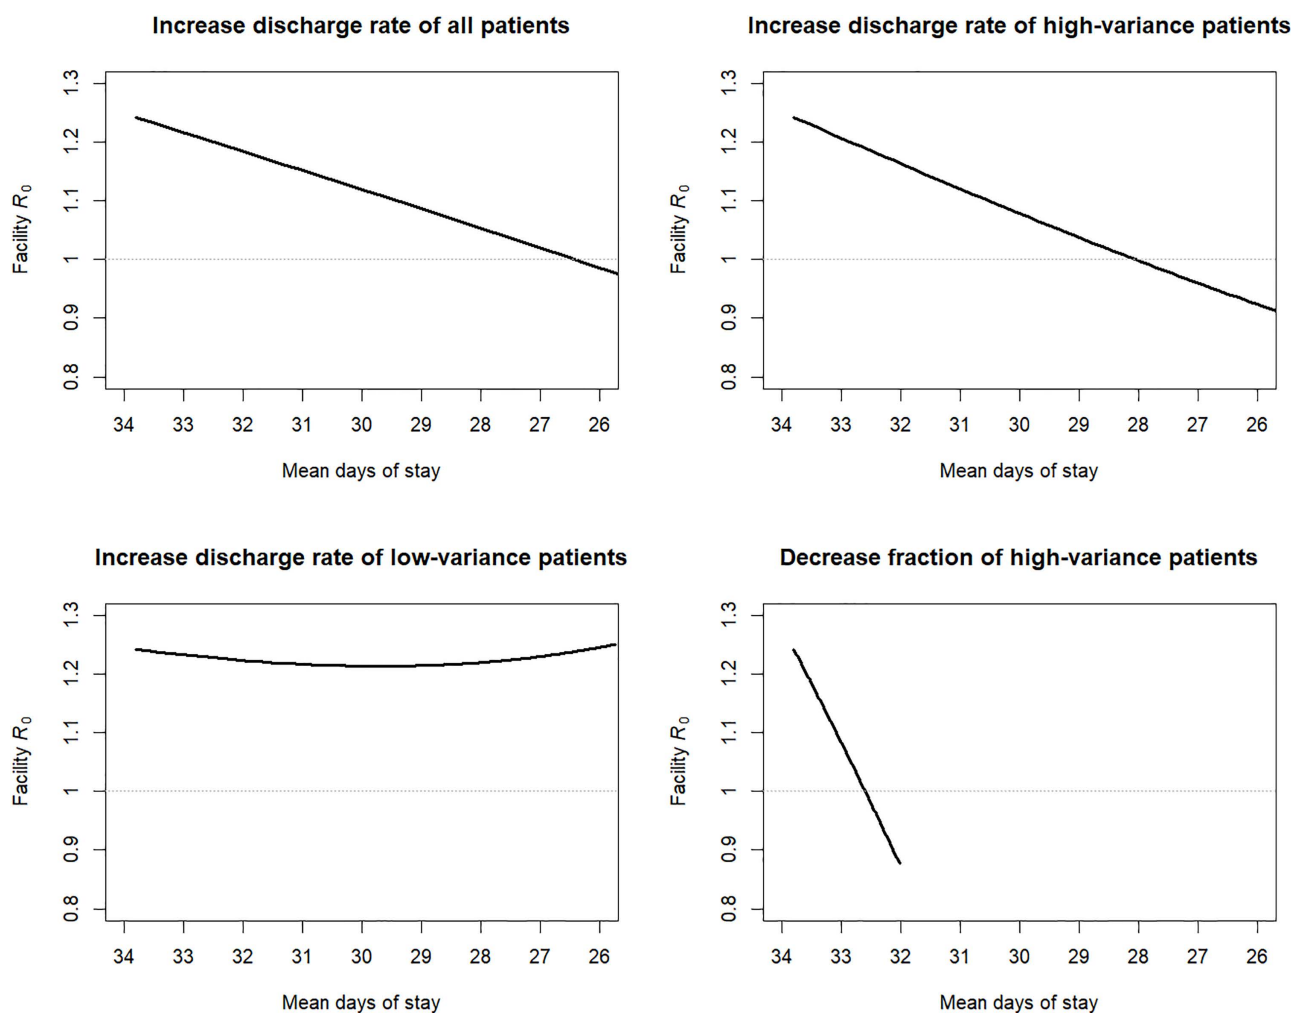 Increase discharge rate of all patients
1.3
1.2
1.1
1
0.9
0.8
Facility R0
34 33 32 31 30 29 28 27 26
Mean days of stay
Increase discharge rate of high-variance patients
1.3
1.2
1.1
1
0.9
0.8
Facility R0
34 33 32 31 30 29 28 27 26
Mean days of stay
Increase discharge rate of low-variance patients
1.3
1.2
1.1
1
0.9
0.8
Facility R0
34 33 32 31 30 29 28 27 26
Mean days of stay
Decrease fraction of high-variance patients
1.3
1.2
1.1
1
0.9
0.8
Facility R0
34 33 32 31 30 29 28 27 26
Mean days of stay